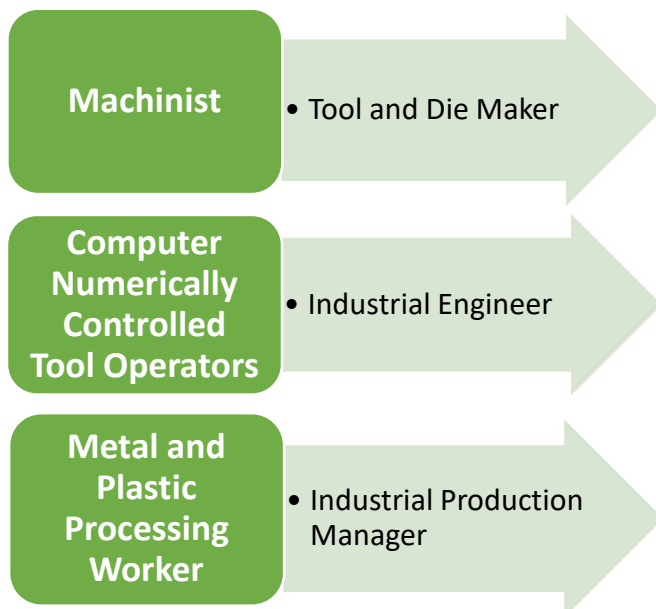 Machinist
• Tool and Die Maker
Computer
Numerically
Controlled
Tool Operators
• Industrial Engineer
Metal and
Plastic
Processing
Worker
• Industrial Production
Manager